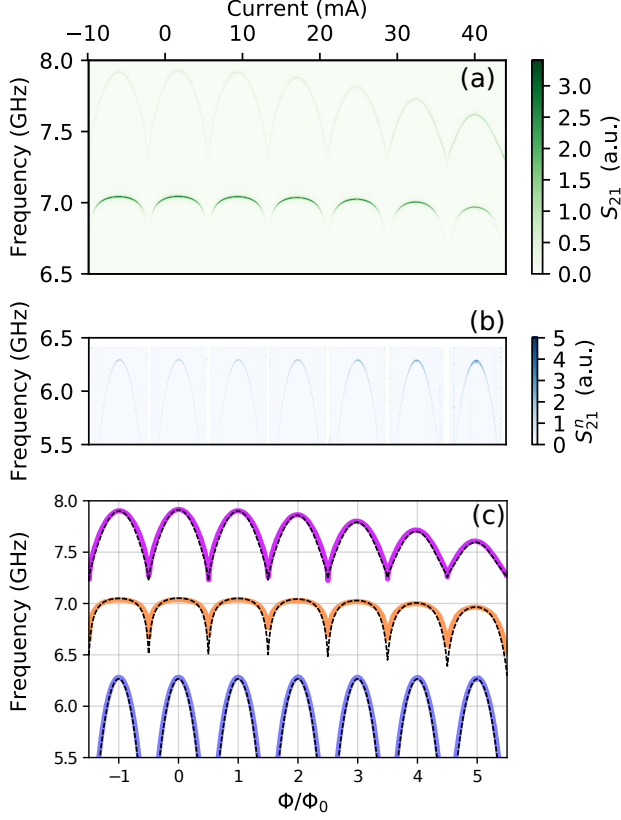 Current (mA)
−10 0 10 20 30 40
8.0
7.5
7.0
6.5
Frequency (GHz)
(a)
3.0
2.5
2.0
1.5
1.0
0.5
0.0
S₂₁ (a.u.)
6.5
6.0
5.5
Frequency (GHz)
(b)
5
4
3
2
1
0
Sⁿ₂₁ (a.u.)
8.0
7.5
7.0
6.5
6.0
5.5
Frequency (GHz)
(c)
−1 0 1 2 3 4 5
Φ/Φ₀